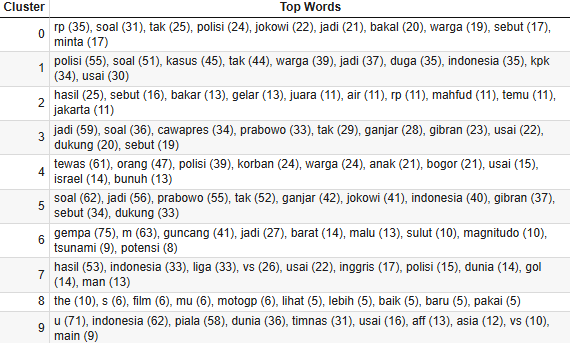 Cluster Top Words
0 rp (35), soal (31), tak (25), polisi (24), jokowi (22), jadi (21), bakal (20), warga (19), sebut (17),
minta (17)
1 polisi (55), soal (51), kasus (45), tak (44), warga (39), jadi (37), duga (35), indonesia (35), kpk
(34), usai (30)
2 hasil (25), sebut (16), bakar (13), gelar (13), juara (11), air (11), rp (11), mahfud (11), temu (11),
jakarta (11)
3 jadi (59), soal (36), cawapres (34), prabowo (33), tak (29), ganjar (28), gibran (23), usai (22),
dukung (20), sebut (19)
4 tewas (61), orang (47), polisi (39), korban (24), warga (24), anak (21), bogor (21), usai (15),
israel (14), bunuh (13)
5 soal (62), jadi (56), prabowo (55), tak (52), ganjar (42), jokowi (41), indonesia (40), gibran (37),
sebut (34), dukung (33)
6 gempa (75), m (63), guncang (41), jadi (27), barat (14), malu (13), sulut (10), magnitudo (10),
tsunami (9), potensi (8)
7 hasil (53), indonesia (33), liga (33), vs (26), usai (22), inggris (17), polisi (15), dunia (14), gol
(14), man (13)
8 the (10), s (6), film (6), mu (6), motogp (6), lihat (5), lebih (5), baik (5), baru (5), pakai (5)
9 u (71), indonesia (62), piala (58), dunia (36), timnas (31), usai (16), aff (13), asia (12), vs (10),
main (9)